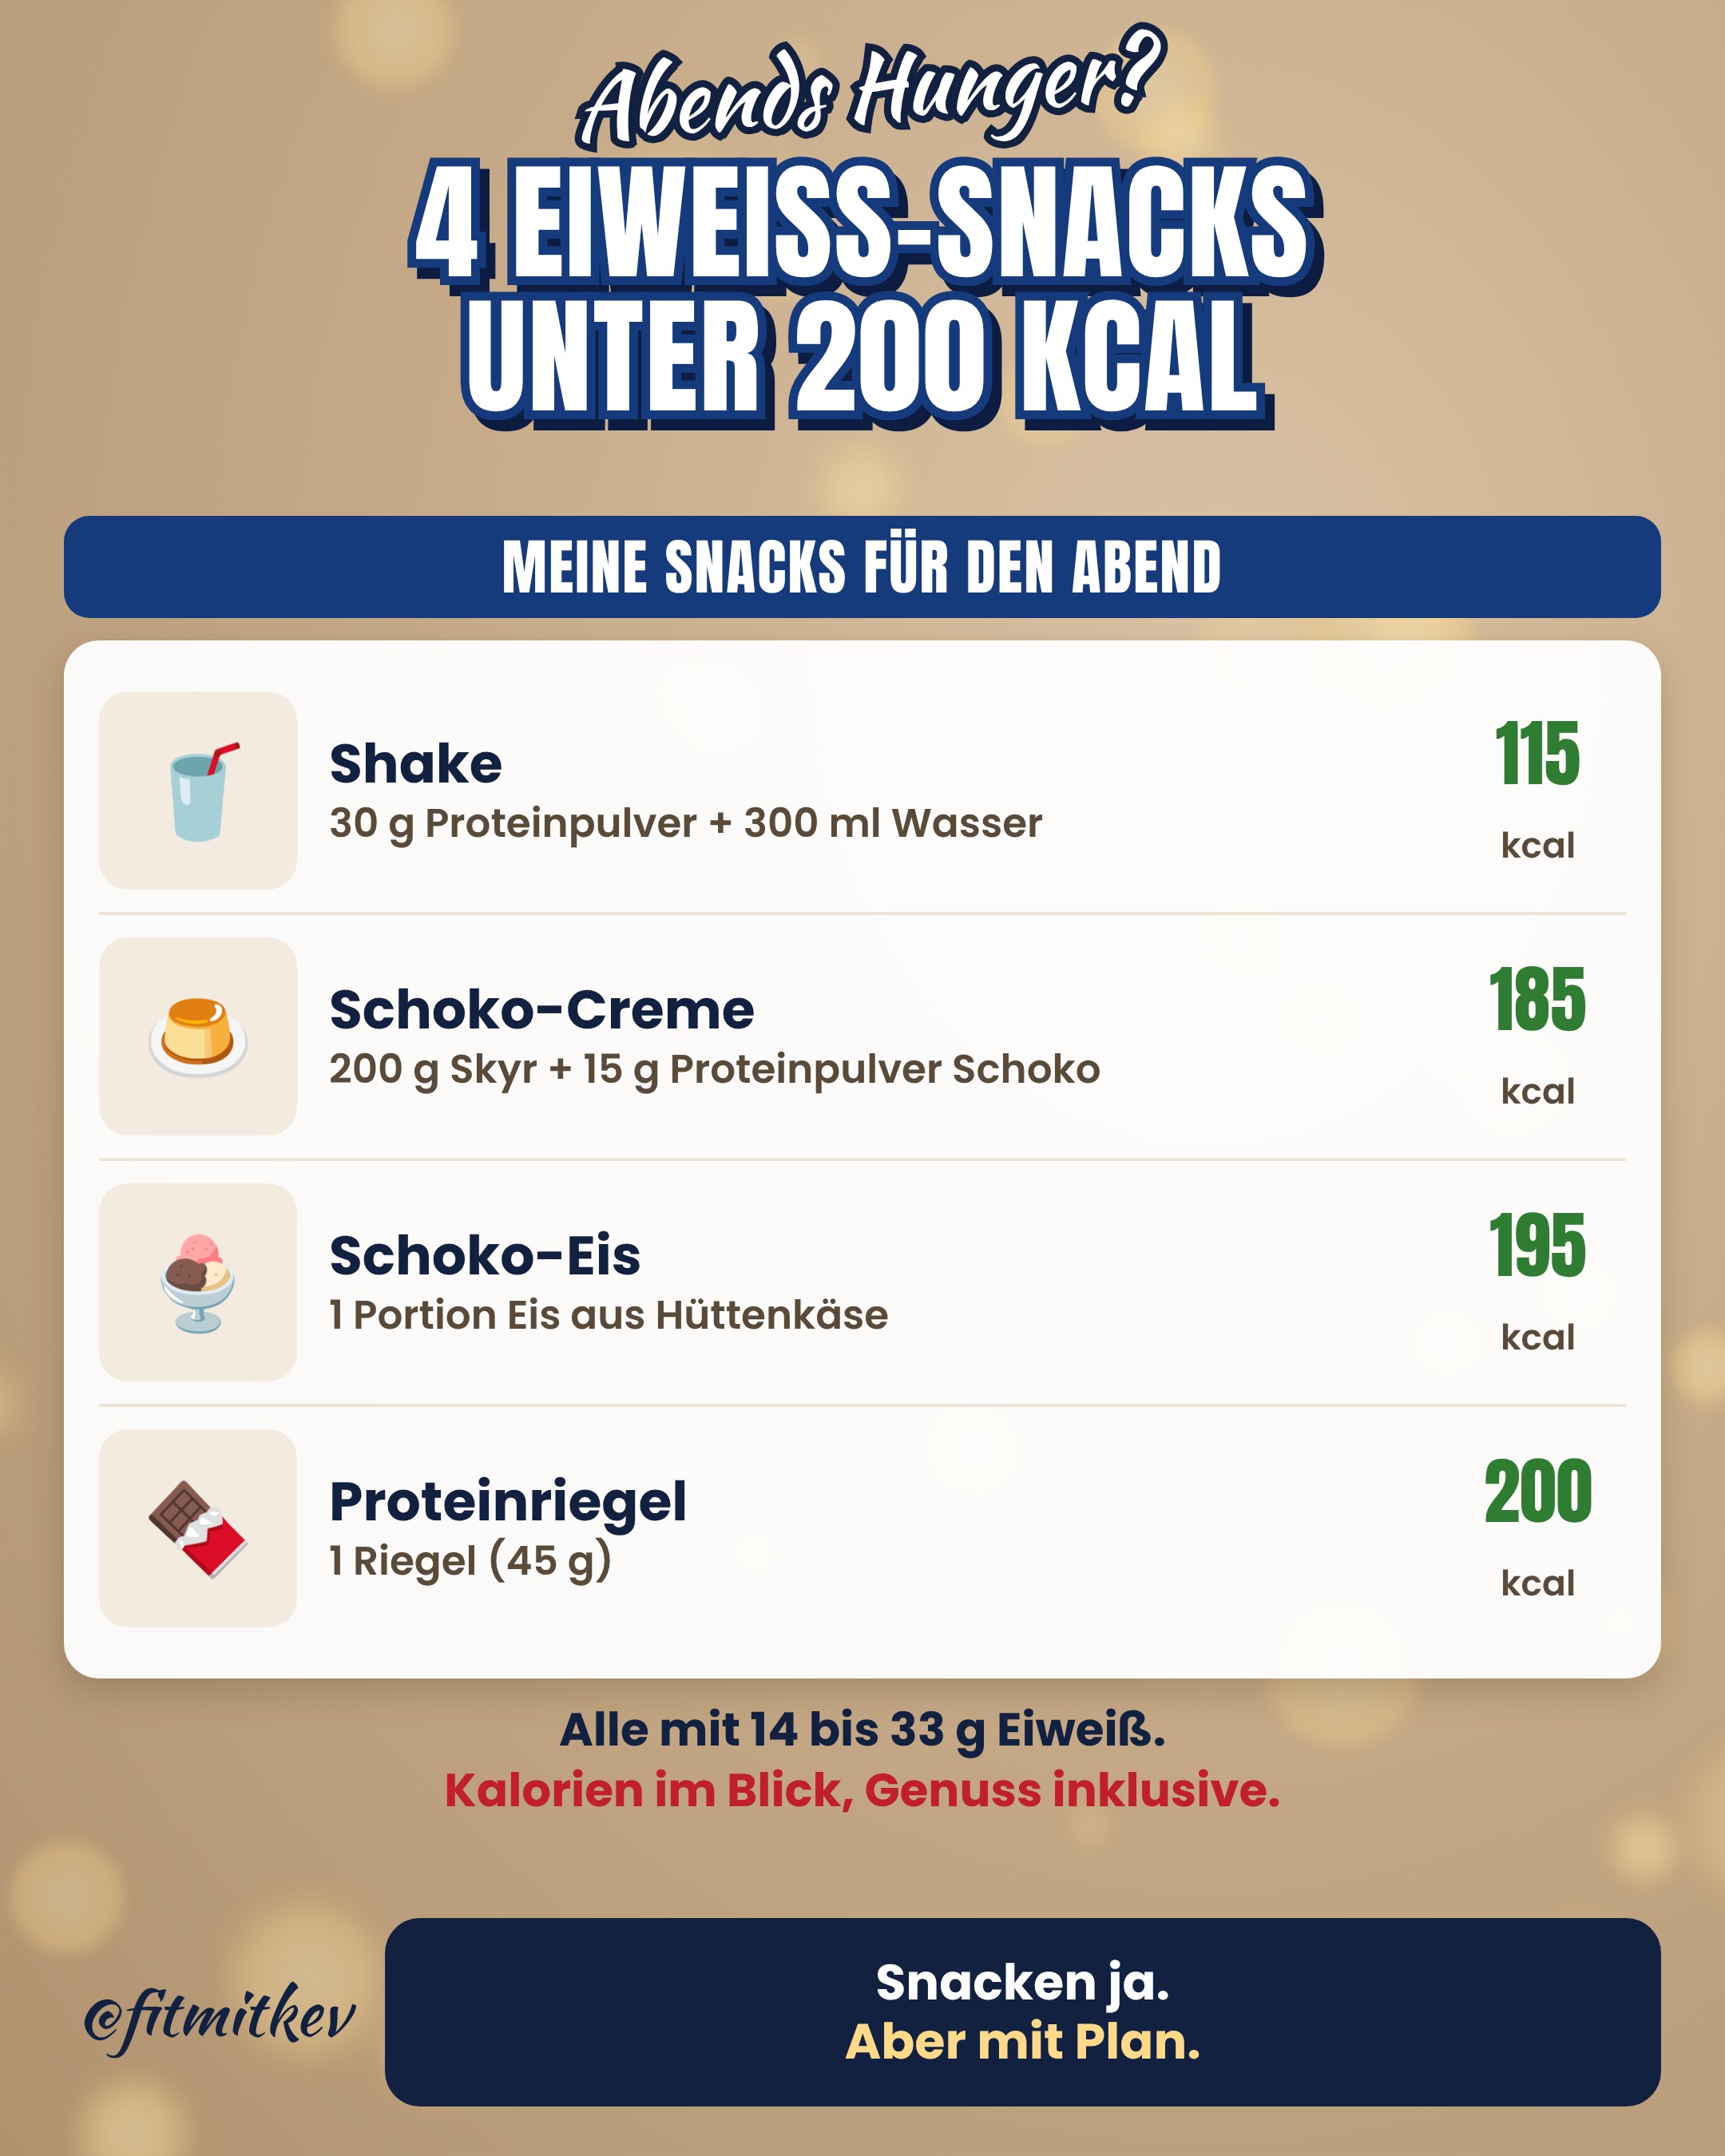 Abends Hunger?
4 EIWEISS-SNACKS
UNTER 200 KCAL
MEINE SNACKS FÜR DEN ABEND
Shake
30 g Proteinpulver + 300 ml Wasser
115
kcal
Schoko-Creme
200 g Skyr + 15 g Proteinpulver Schoko
185
kcal
Schoko-Eis
1 Portion Eis aus Hüttenkäse
195
kcal
Proteinriegel
1 Riegel (45 g)
200
kcal
Alle mit 14 bis 33 g Eiweiß.
Kalorien im Blick, Genuss inklusive.
@fitmitkev
Snacken ja.
Aber mit Plan.